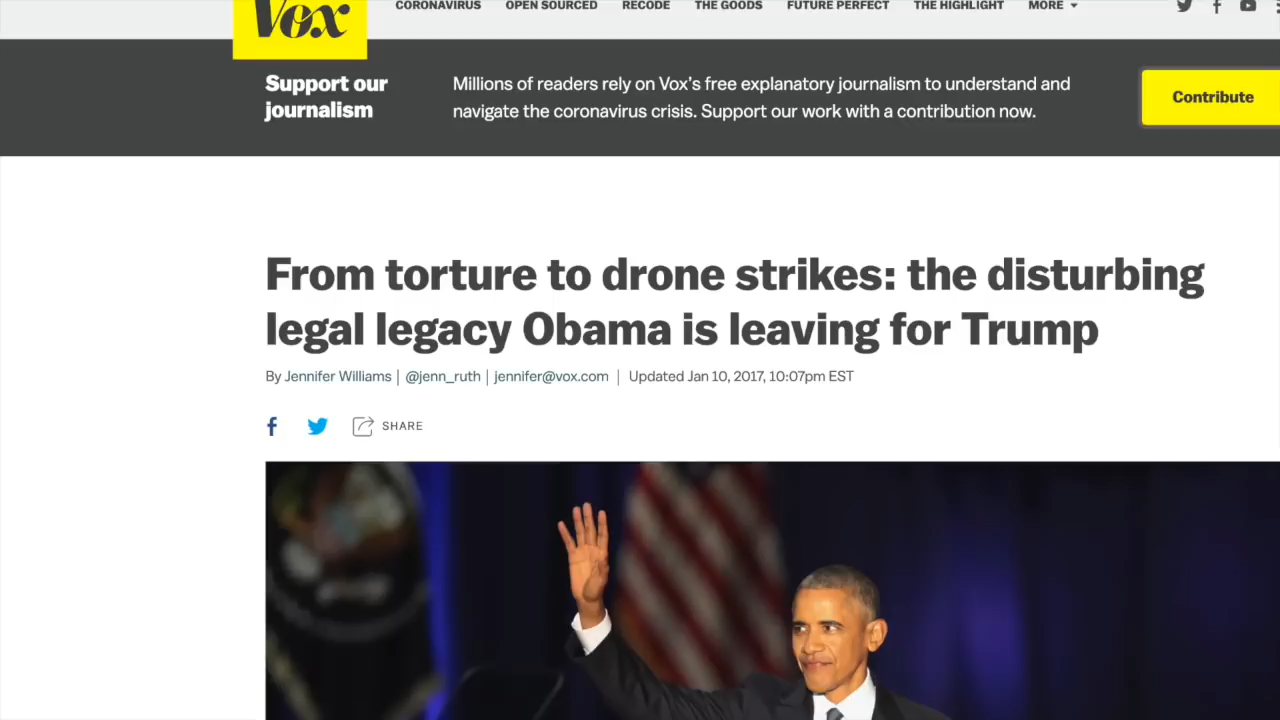 Vox
CORONAVIRUS OPEN SOURCED RECODE THE GOODS FUTURE PERFECT THE HIGHLIGHT MORE
Support our
journalism
Millions of readers rely on Vox’s free explanatory journalism to understand and
navigate the coronavirus crisis. Support our work with a contribution now.
Contribute
From torture to drone strikes: the disturbing
legal legacy Obama is leaving for Trump
By Jennifer Williams | @jenn_ruth | jennifer@vox.com | Updated Jan 10, 2017, 10:07pm EST
SHARE